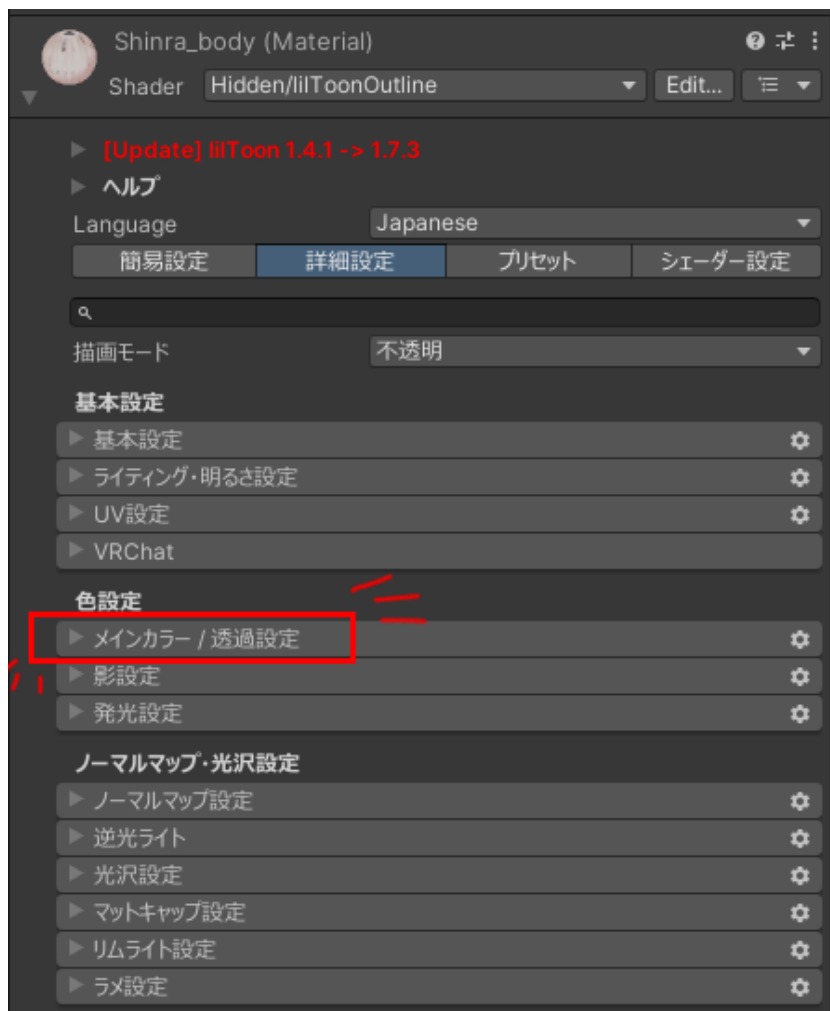 Shinra_body (Material)
Shader Hidden/lilToonOutline Edit...
[Update] lilToon 1.4.1 -> 1.7.3
ヘルプ
Language Japanese
簡易設定 詳細設定 プリセット シェーダー設定
描画モード 不透明
基本設定
基本設定
ライティング・明るさ設定
UV設定
VRChat
色設定
メインカラー / 透過設定
影設定
発光設定
ノーマルマップ・光沢設定
ノーマルマップ設定
逆光ライト
光沢設定
マットキャップ設定
リムライト設定
ラメ設定